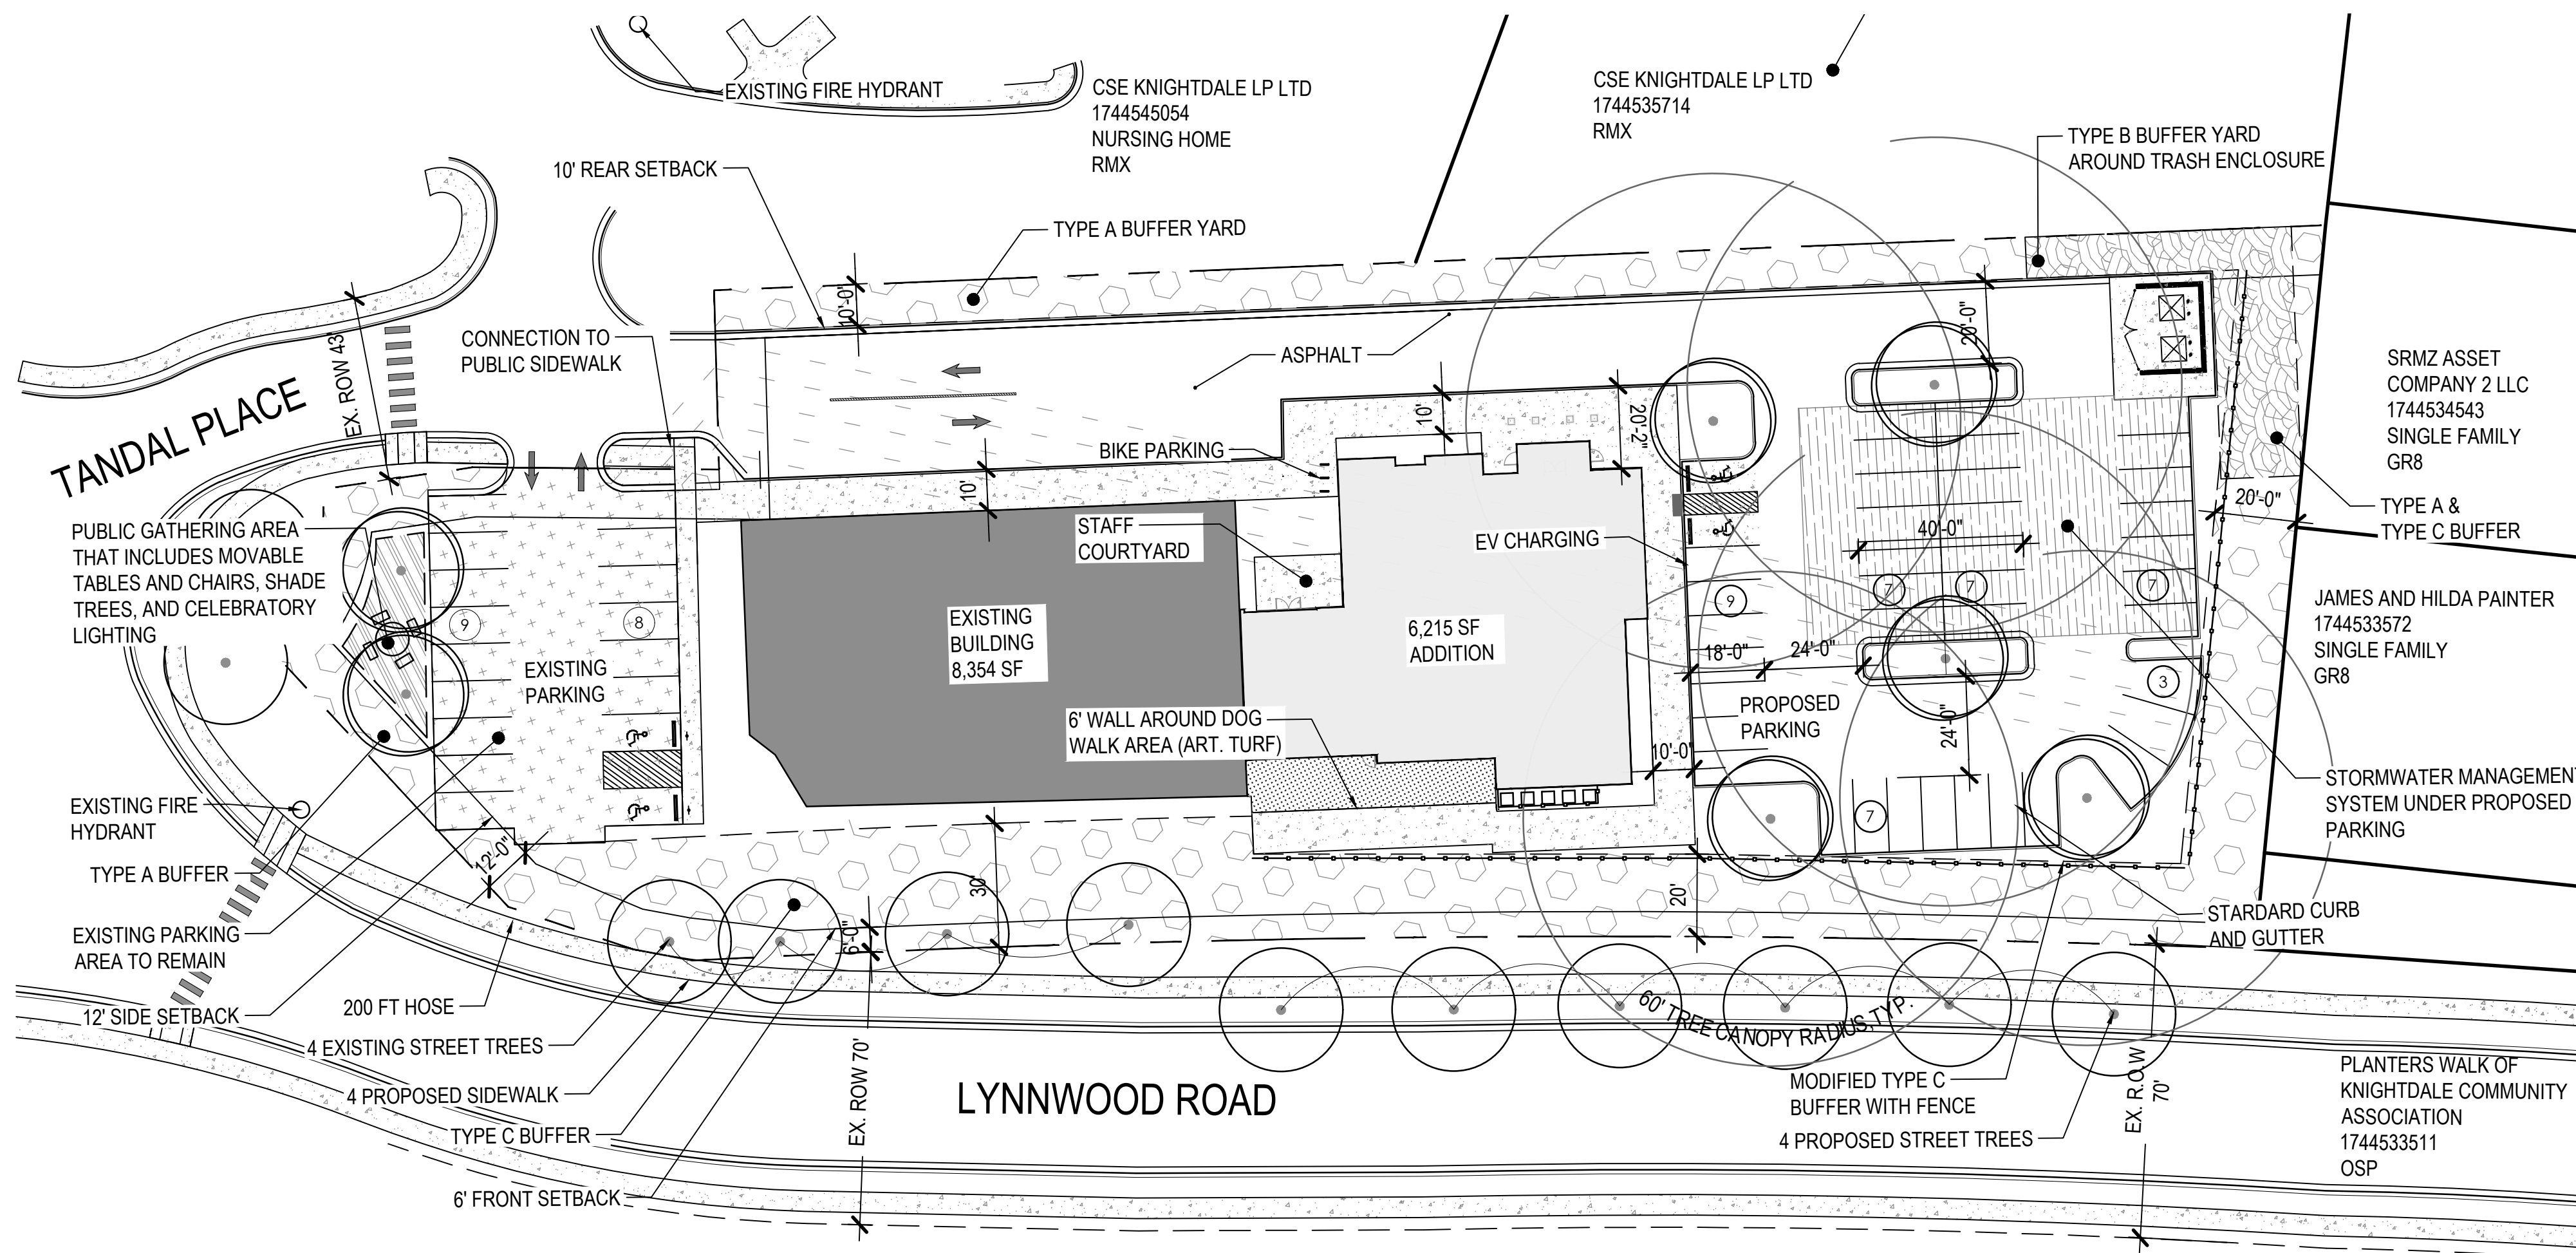 EXISTING FIRE HYDRANT
CSE KNIGHTDALE LP LTD
1744545054
NURSING HOME
RMX
CSE KNIGHTDALE LP LTD
1744535714
RMX
TYPE B BUFFER YARD
AROUND TRASH ENCLOSURE
10' REAR SETBACK
TYPE A BUFFER YARD
10'-0"
20'-0"
CONNECTION TO
PUBLIC SIDEWALK
EX. ROW 43'
TANDAL PLACE
ASPHALT
SRMZ ASSET
COMPANY 2 LLC
1744534543
SINGLE FAMILY
GR8
10'
20'-2"
BIKE PARKING
10'
20'-0"
TYPE A &
TYPE C BUFFER
PUBLIC GATHERING AREA
THAT INCLUDES MOVABLE
TABLES AND CHAIRS, SHADE
TREES, AND CELEBRATORY
LIGHTING
STAFF
COURTYARD
EV CHARGING
40'-0"
9
8
EXISTING
PARKING
EXISTING
BUILDING
8,354 SF
6,215 SF
ADDITION
9
7
7
7
JAMES AND HILDA PAINTER
1744533572
SINGLE FAMILY
GR8
18'-0"
24'-0"
3
6' WALL AROUND DOG
WALK AREA (ART. TURF)
PROPOSED
PARKING
10'-0"
24'-0"
7
STORMWATER MANAGEMENT
SYSTEM UNDER PROPOSED
PARKING
EXISTING FIRE
HYDRANT
TYPE A BUFFER
12'-0"
30'
20'
6'-0"
EXISTING PARKING
AREA TO REMAIN
STARDARD CURB
AND GUTTER
12' SIDE SETBACK
200 FT HOSE
4 EXISTING STREET TREES
4 PROPOSED SIDEWALK
TYPE C BUFFER
6' FRONT SETBACK
EX. ROW 70'
LYNNWOOD ROAD
60' TREE CANOPY RADIUS,TYP.
MODIFIED TYPE C
BUFFER WITH FENCE
4 PROPOSED STREET TREES
EX. R.O.W
70'
PLANTERS WALK OF
KNIGHTDALE COMMUNITY
ASSOCIATION
1744533511
OSP